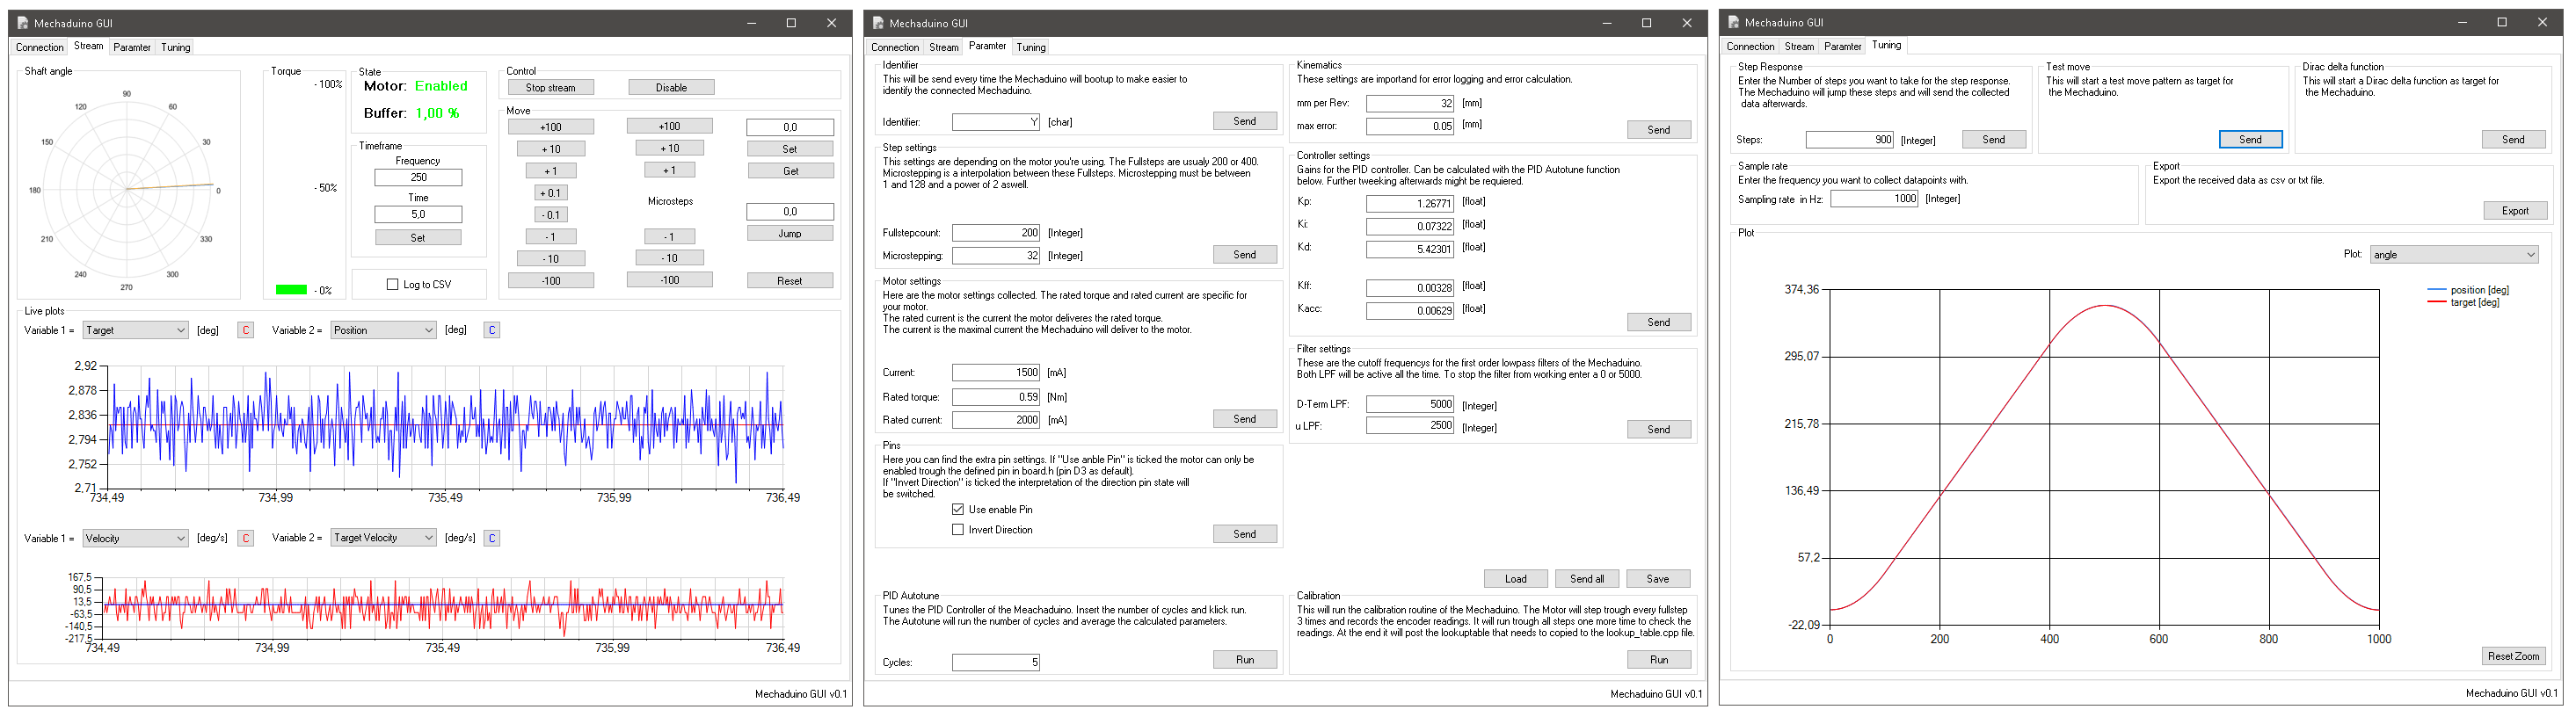 Mechaduino GUI
Connection Stream Paramter Tuning
Shaft angle
90
120 60
150 30
180 0
210 330
240 300
270
Torque
- 100%
- 50%
- 0%
State
Motor: Enabled
Buffer: 1,00 %
Timeframe
Frequency
250
Time
5,0
Set
Log to CSV
Control
Stop stream Disable
Move
+100 +100 0,0
+ 10 + 10 Set
+ 1 + 1 Get
+ 0.1
Microsteps
- 0.1 0,0
- 1 - 1 Jump
- 10 - 10
-100 -100 Reset
Live plots
Variable 1 = Target [deg] C Variable 2 = Position [deg] C
2,92
2,878
2,836
2,794
2,752
2,71
734,49 734,99 735,49 735,99 736,49
Variable 1 = Velocity [deg/s] C Variable 2 = Target Velocity [deg/s] C
167,5
90,5
13,5
-63,5
-140,5
-217,5
734,49 734,99 735,49 735,99 736,49
Mechaduino GUI v0.1
Mechaduino GUI
Connection Stream Paramter Tuning
Identifier
This will be send every time the Mechaduino will bootup to make easier to
identify the connected Mechaduino.
Identifier: Y [char] Send
Step settings
This settings are depending on the motor you're using. The Fullsteps are usualy 200 or 400.
Microstepping is a interpolation between these Fullsteps. Microstepping must be between
1 and 128 and a power of 2 aswell.
Fullstepcount: 200 [Integer]
Microstepping: 32 [Integer] Send
Motor settings
Here are the motor settings collected. The rated torque and rated current are specific for
your motor.
The rated current is the current the motor deliveres the rated torque.
The current is the maximal current the Mechaduino will deliver to the motor.
Current: 1500 [mA]
Rated torque: 0.59 [Nm]
Rated current: 2000 [mA] Send
Pins
Here you can find the extra pin settings. If "Use anble Pin" is ticked the motor can only be
enabled trough the defined pin in board.h (pin D3 as default).
If "Invert Direction" is ticked the interpretation of the direction pin state will
be switched.
Use enable Pin
Invert Direction Send
PID Autotune
Tunes the PID Controller of the Meachaduino. Insert the number of cycles and klick run.
The Autotune will run the number of cycles and average the calculated parameters.
Cycles: 5 Run
Kinematics
These settings are importand for error logging and error calculation.
mm per Rev: 32 [mm]
max error: 0.05 [mm] Send
Controller settings
Gains for the PID controller. Can be calculated with the PID Autotune function
below. Further tweeking afterwards might be requiered.
Kp: 1.26771 [float]
Ki: 0.07322 [float]
Kd: 5.42301 [float]
Kff: 0.00328 [float]
Kacc: 0.00629 [float]
Send
Filter settings
These are the cutoff frequencys for the first order lowpass filters of the Mechaduino.
Both LPF will be active all the time. To stop the filter from working enter a 0 or 5000.
D-Term LPF: 5000 [Integer]
u LPF: 2500 [Integer] Send
Load Send all Save
Calibration
This will run the calibration routine of the Mechaduino. The Motor will step trough every fullstep
3 times and records the encoder readings. It will run trough all steps one more time to check the
readings. At the end it will post the lookuptable that needs to copied to the lookup_table.cpp file.
Run
Mechaduino GUI v0.1
Mechaduino GUI
Connection Stream Paramter Tuning
Step Response
Enter the Number of steps you want to take for the step response.
The Mechaduino will jump these steps and will send the collected
data afterwards.
Steps: 900 [Integer] Send
Test move
This will start a test move pattern as target for
the Mechaduino.
Send
Dirac delta function
This will start a Dirac delta function as target for
the Mechaduino.
Send
Sample rate
Enter the frequency you want to collect datapoints with.
Sampling rate in Hz: 1000 [Integer]
Export
Export the received data as csv or txt file.
Export
Plot
Plot: angle
374,36
295,07
215,78
136,49
57,2
-22,09
0 200 400 600 800 1000
position [deg]
target [deg]
Reset Zoom
Mechaduino GUI v0.1